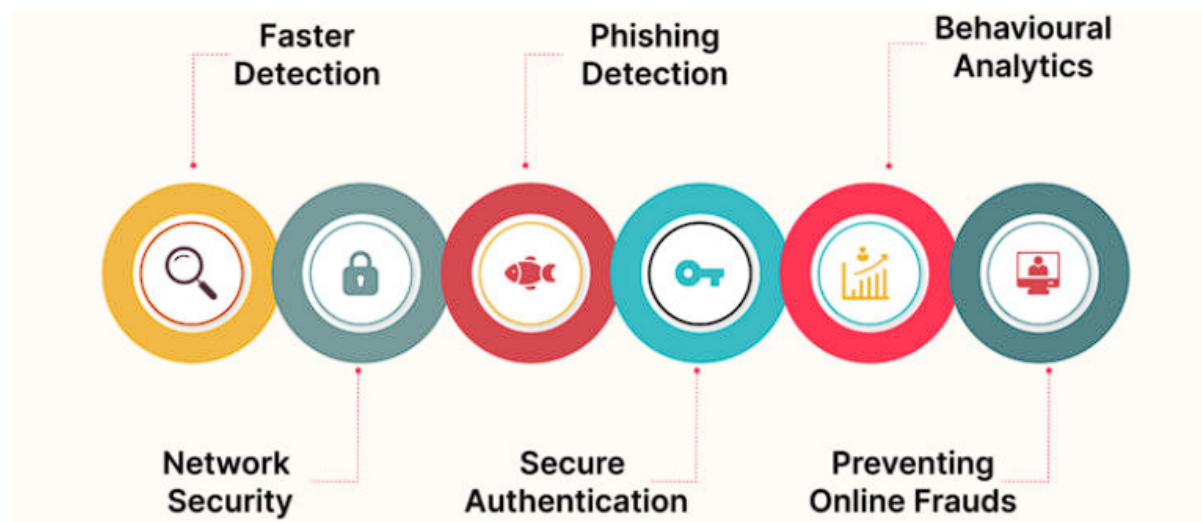 Faster
Detection
Phishing
Detection
Behavioural
Analytics
Network
Security
Secure
Authentication
Preventing
Online Frauds